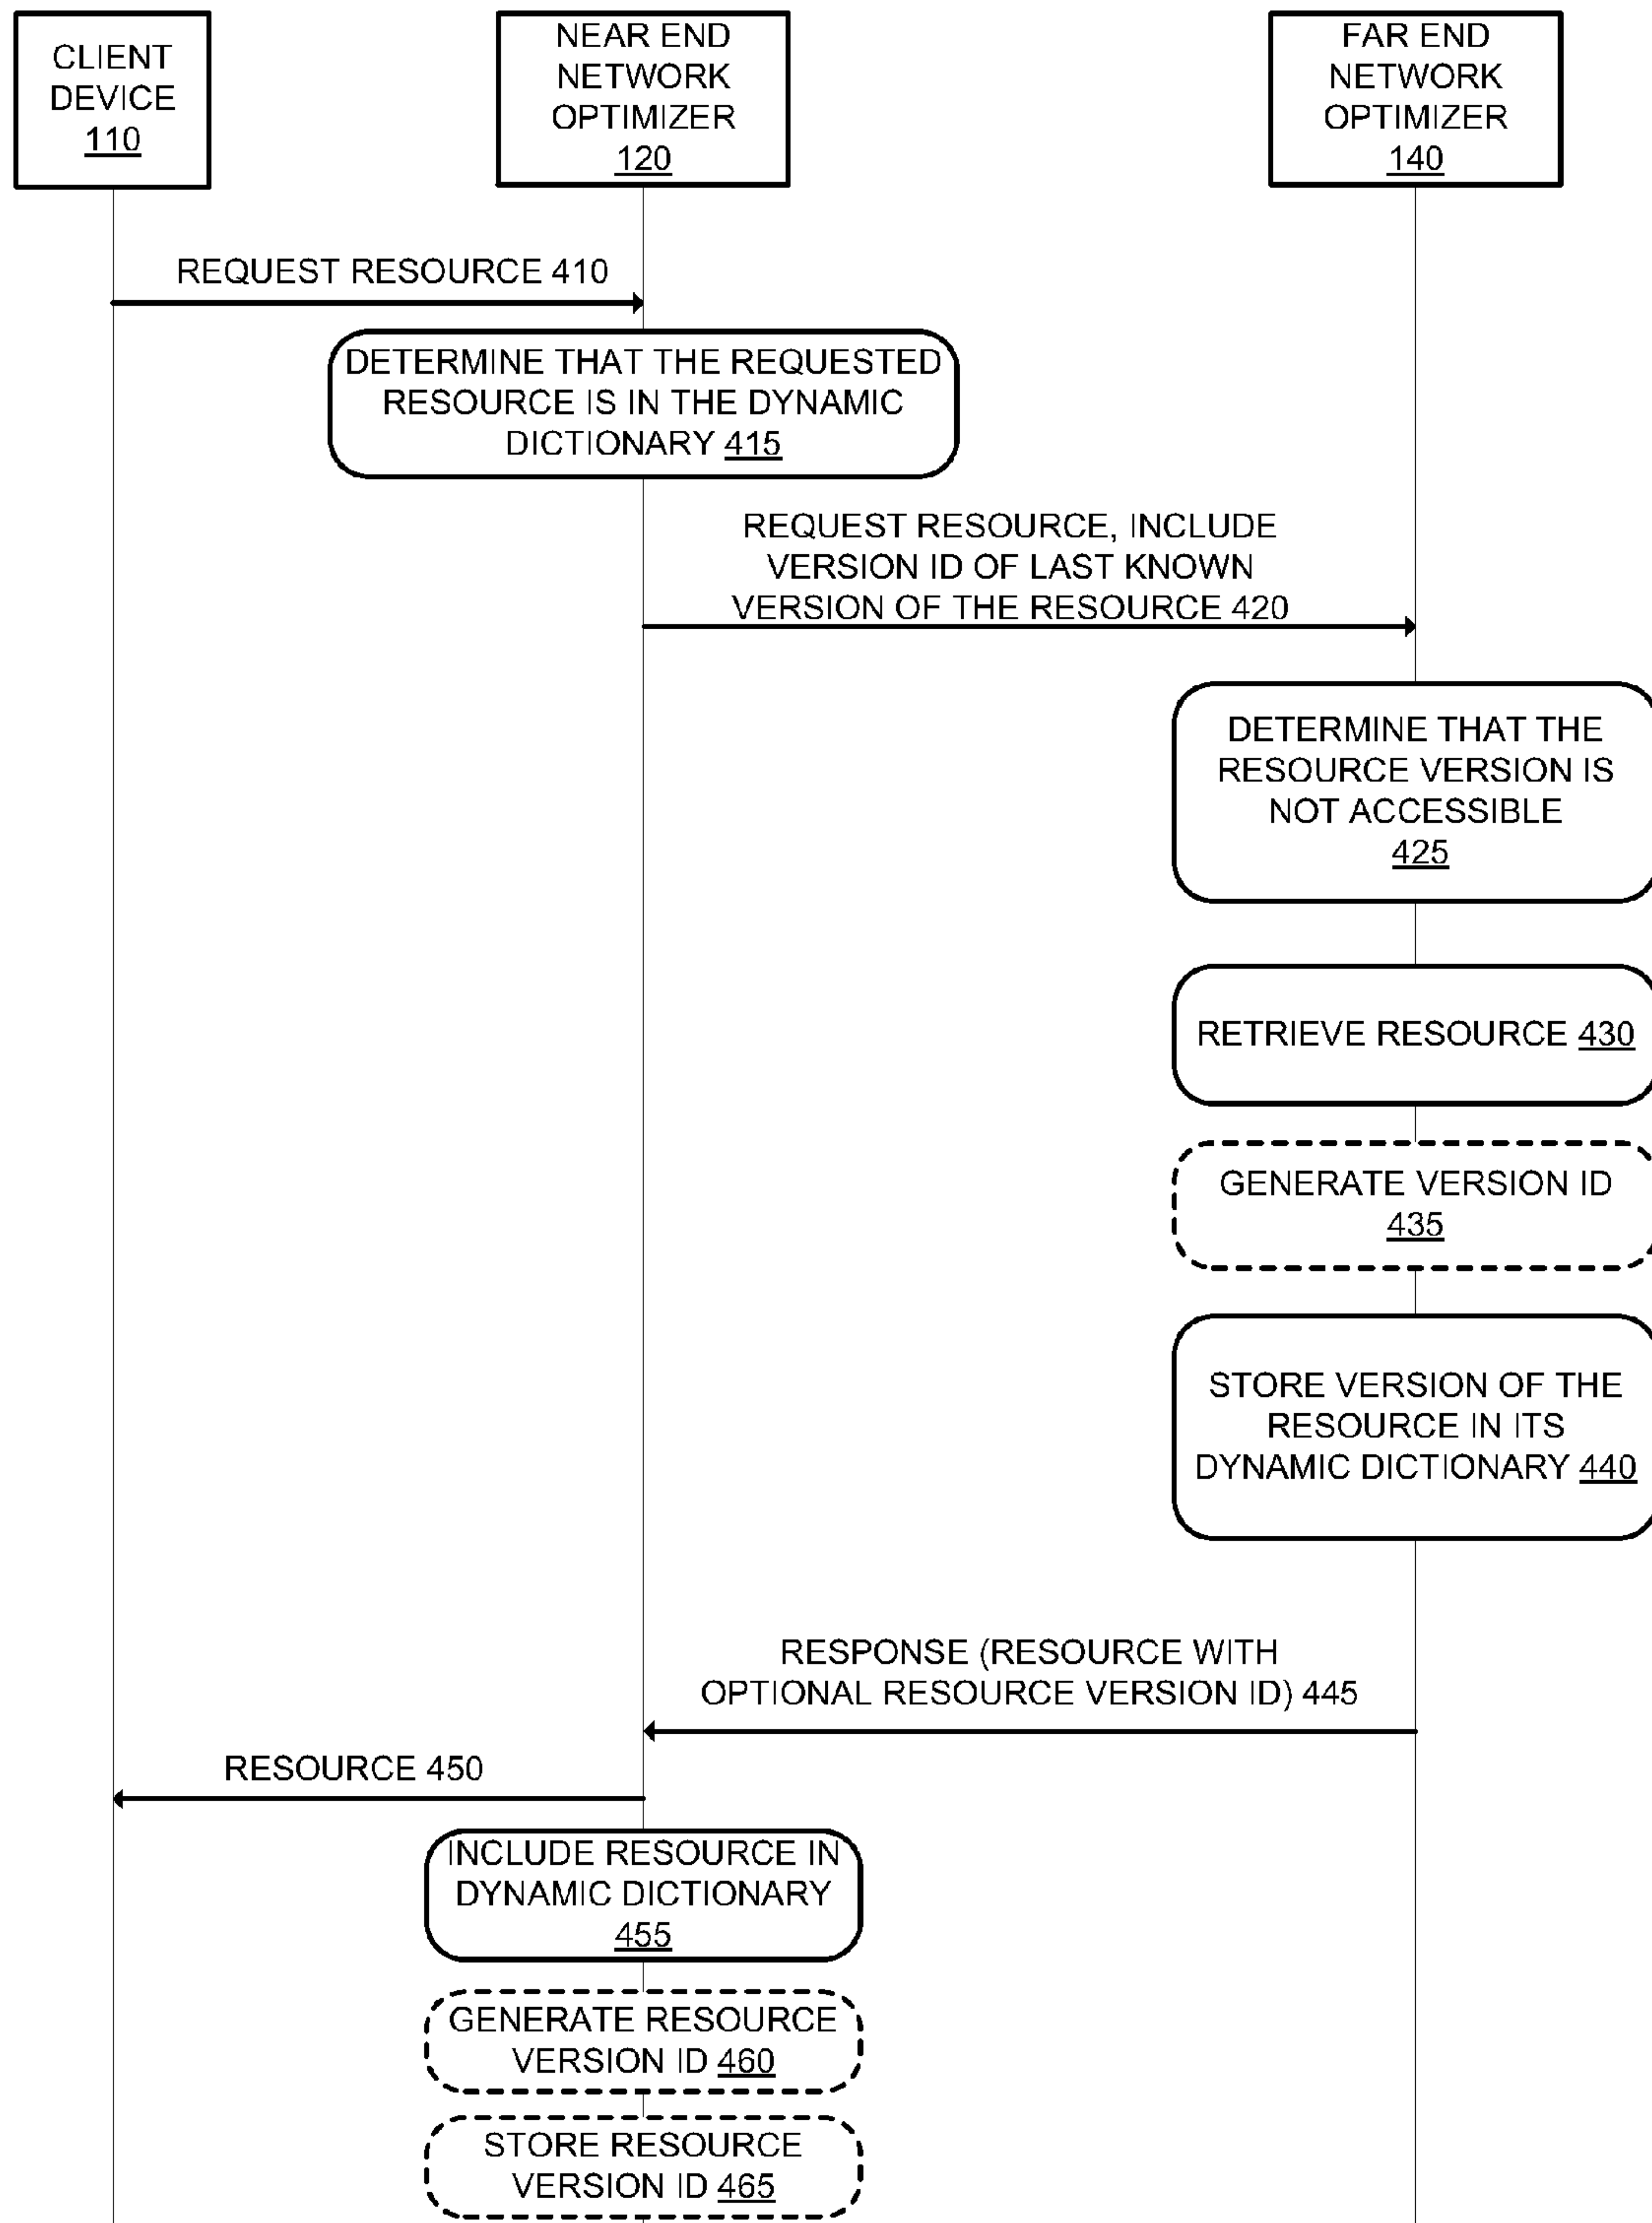 CLIENT
DEVICE
110
NEAR END
NETWORK
OPTIMIZER
120
FAR END
NETWORK
OPTIMIZER
140
REQUEST RESOURCE 410
DETERMINE THAT THE REQUESTED
RESOURCE IS IN THE DYNAMIC
DICTIONARY 415
REQUEST RESOURCE, INCLUDE
VERSION ID OF LAST KNOWN
VERSION OF THE RESOURCE 420
DETERMINE THAT THE
RESOURCE VERSION IS
NOT ACCESSIBLE
425
RETRIEVE RESOURCE 430
GENERATE VERSION ID
435
STORE VERSION OF THE
RESOURCE IN ITS
DYNAMIC DICTIONARY 440
RESPONSE (RESOURCE WITH
OPTIONAL RESOURCE VERSION ID) 445
RESOURCE 450
INCLUDE RESOURCE IN
DYNAMIC DICTIONARY
455
GENERATE RESOURCE
VERSION ID 460
STORE RESOURCE
VERSION ID 465